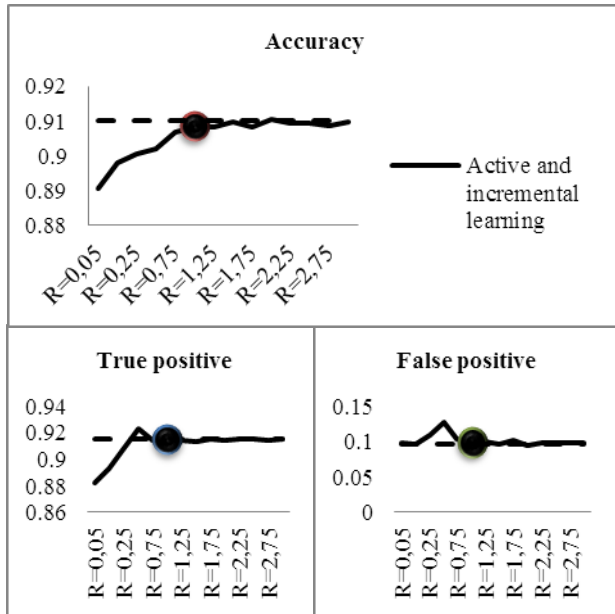 Accuracy
0.92
0.91
0.9
0.89
0.88
R=0,05
R=0,25
R=0,75
R=1,25
R=1,75
R=2,25
R=2,75
Active and
incremental
learning
True positive
0.94
0.92
0.9
0.88
0.86
R=0,05
R=0,25
R=0,75
R=1,25
R=1,75
R=2,25
R=2,75
False positive
0.15
0.1
0.05
0
R=0,05
R=0,25
R=0,75
R=1,25
R=1,75
R=2,25
R=2,75